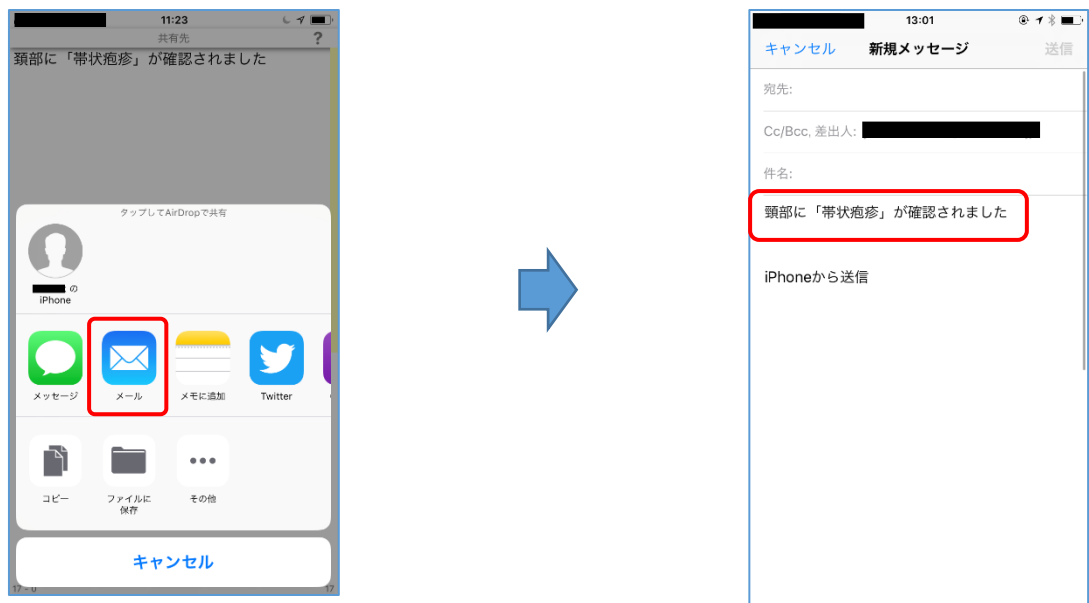 11:23
共有先
?
頚部に「帯状疱疹」が確認されました
タップしてAirDropで共有
の
iPhone
メッセージ
メール
メモに追加
Twitter
コピー
ファイルに
保存
その他
キャンセル
17 - 0
17
13:01
キャンセル
新規メッセージ
送信
宛先:
Cc/Bcc, 差出人:
件名:
頸部に「帯状疱疹」が確認されました
iPhoneから送信